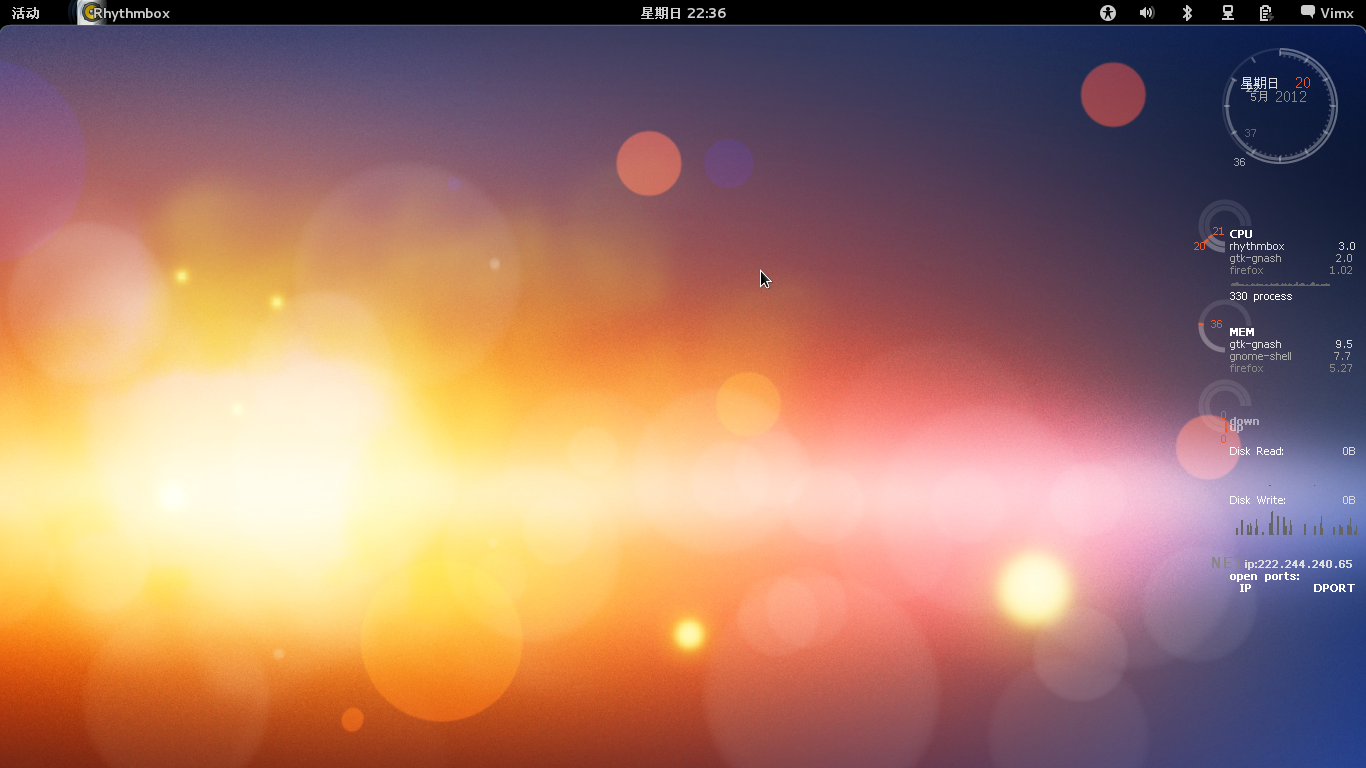 活动 Rhythmbox 星期日 22:36 Vimx
星期日 20
5月 2012
37
36
21
20
CPU
rhythmbox 3.0
gtk-gnash 2.0
firefox 1.02
330 process
36
MEM
gtk-gnash 9.5
gnome-shell 7.7
firefox 5.27
0
down
up
0
Disk Read: 0B
Disk Write: 0B
NET ip:222.244.240.65
open ports:
IP DPORT